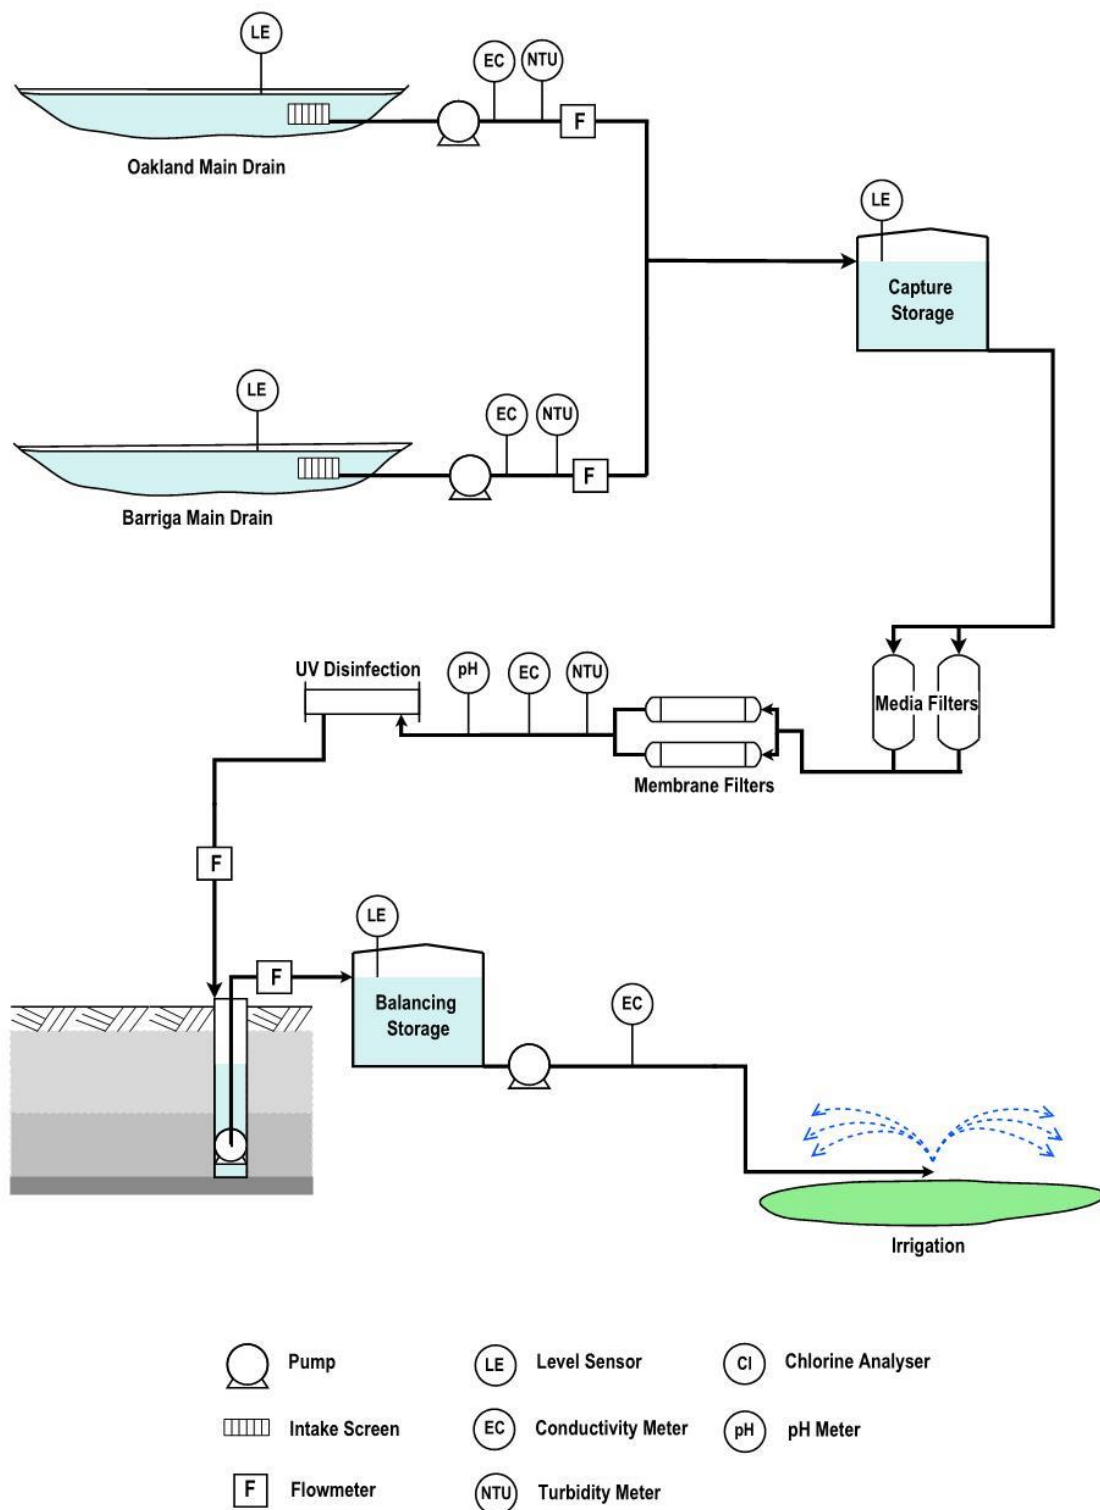 LE
EC
NTU
F
Oakland Main Drain
LE
Capture
Storage
LE
EC
NTU
F
Barriga Main Drain
UV Disinfection
pH
EC
NTU
Media Filters
Membrane Filters
F
LE
F
Balancing
Storage
EC
Irrigation
Pump
LE
Level Sensor
Cl
Chlorine Analyser
Intake Screen
EC
Conductivity Meter
pH
pH Meter
F
Flowmeter
NTU
Turbidity Meter